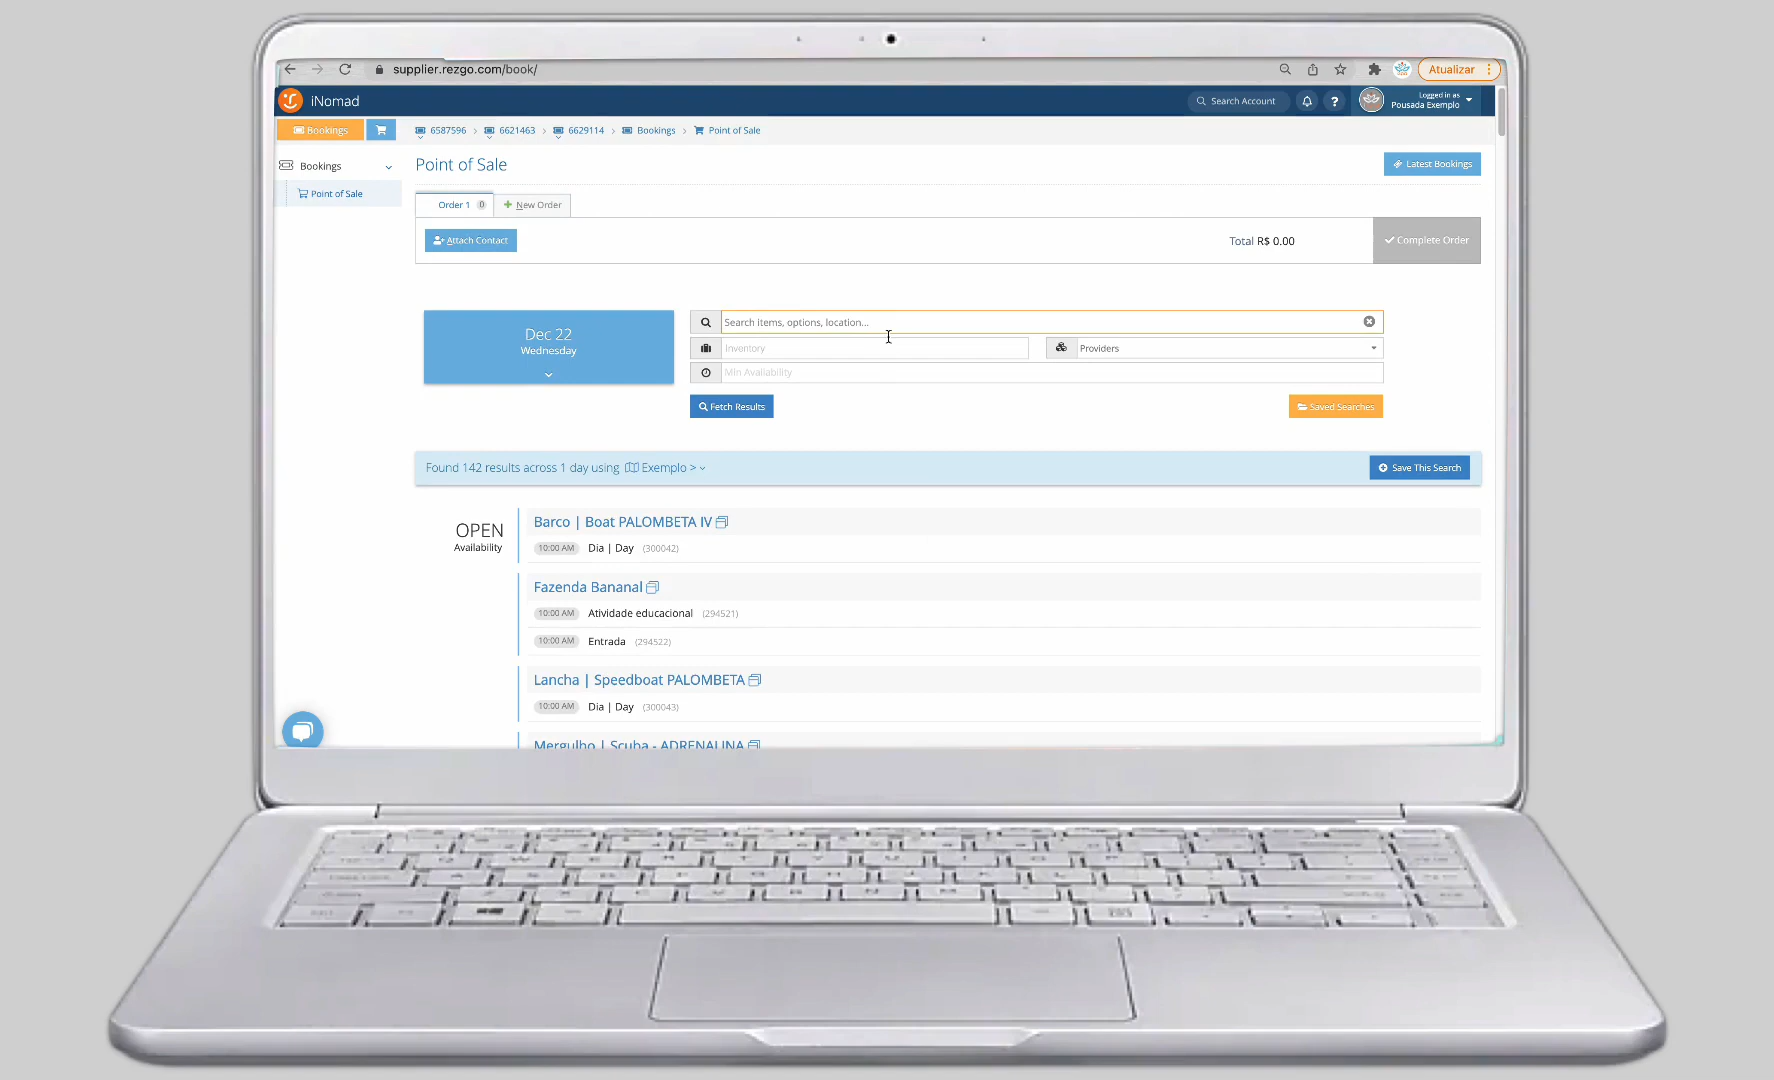 supplier.rezgo.com/book/
Atualizar
iNomad
Search Account
?
Logged in as
Pousada Exemplo
Bookings
6587596 > 6621463 > 6629114 > Bookings > Point of Sale
Bookings
Point of Sale
Point of Sale
Latest Bookings
Order 1 0
+ New Order
Attach Contact
Total R$ 0.00
Complete Order
Dec 22
Wednesday
Search items, options, location...
Inventory
Providers
Min Availability
Fetch Results
Saved Searches
Found 142 results across 1 day using Exemplo >
Save This Search
OPEN
Availability
Barco | Boat PALOMBETA IV
10:00 AM Dia | Day (300042)
Fazenda Bananal
10:00 AM Atividade educacional (294521)
10:00 AM Entrada (294522)
Lancha | Speedboat PALOMBETA
10:00 AM Dia | Day (300043)
Mergulho | Scuba - ADRENALINA